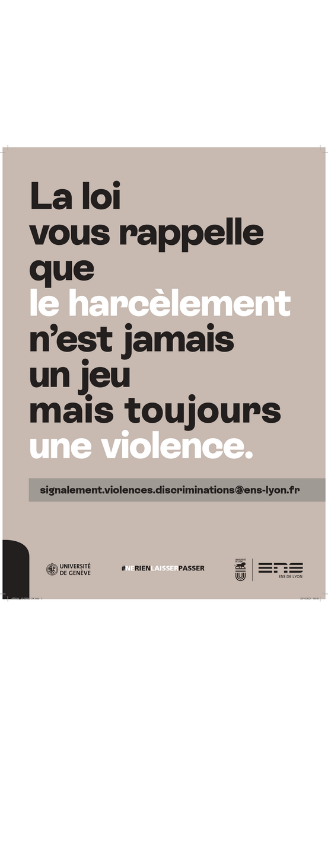 La loi
vous rappelle
que
le harcèlement
n'est jamais
un jeu
mais toujours
une violence.
signalement.violences.discriminations@ens-lyon.fr
UNIVERSITÉ
DE GENÈVE
#NERIENLAISSERPASSER
ENS
ENS DE LYON